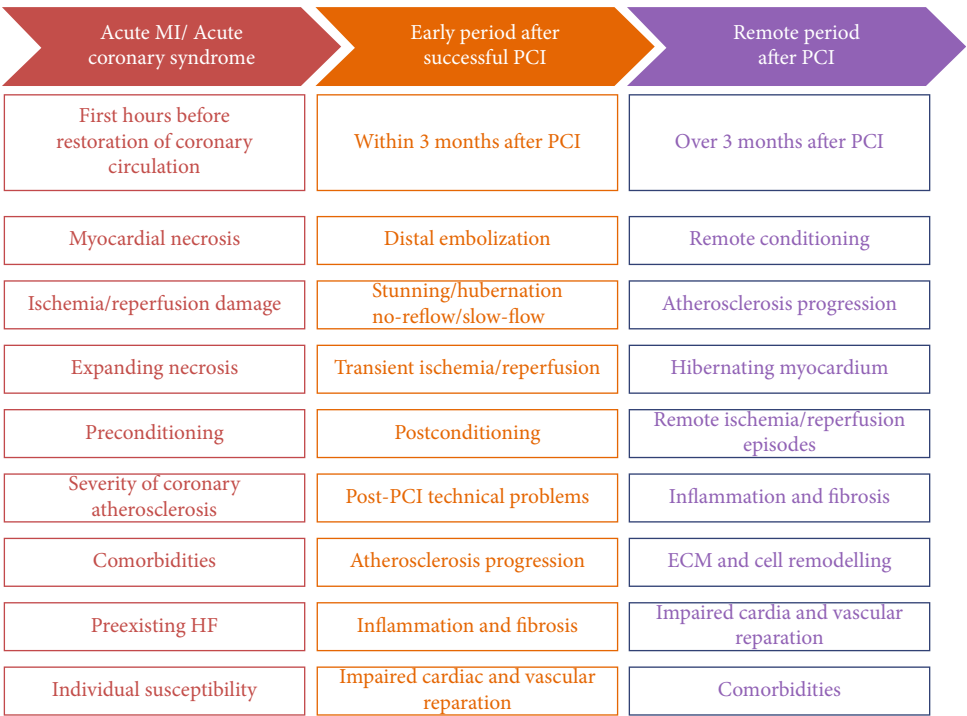 Acute MI/ Acute
coronary syndrome
Early period after
successful PCI
Remote period
after PCI
First hours before
restoration of coronary
circulation
Within 3 months after PCI
Over 3 months after PCI
Myocardial necrosis
Distal embolization
Remote conditioning
Ischemia/reperfusion damage
Stunning/hubernation
no-reflow/slow-flow
Atherosclerosis progression
Expanding necrosis
Transient ischemia/reperfusion
Hibernating myocardium
Preconditioning
Postconditioning
Remote ischemia/reperfusion
episodes
Severity of coronary
atherosclerosis
Post-PCI technical problems
Inflammation and fibrosis
Comorbidities
Atherosclerosis progression
ECM and cell remodelling
Preexisting HF
Inflammation and fibrosis
Impaired cardia and vascular
reparation
Individual susceptibility
Impaired cardiac and vascular
reparation
Comorbidities